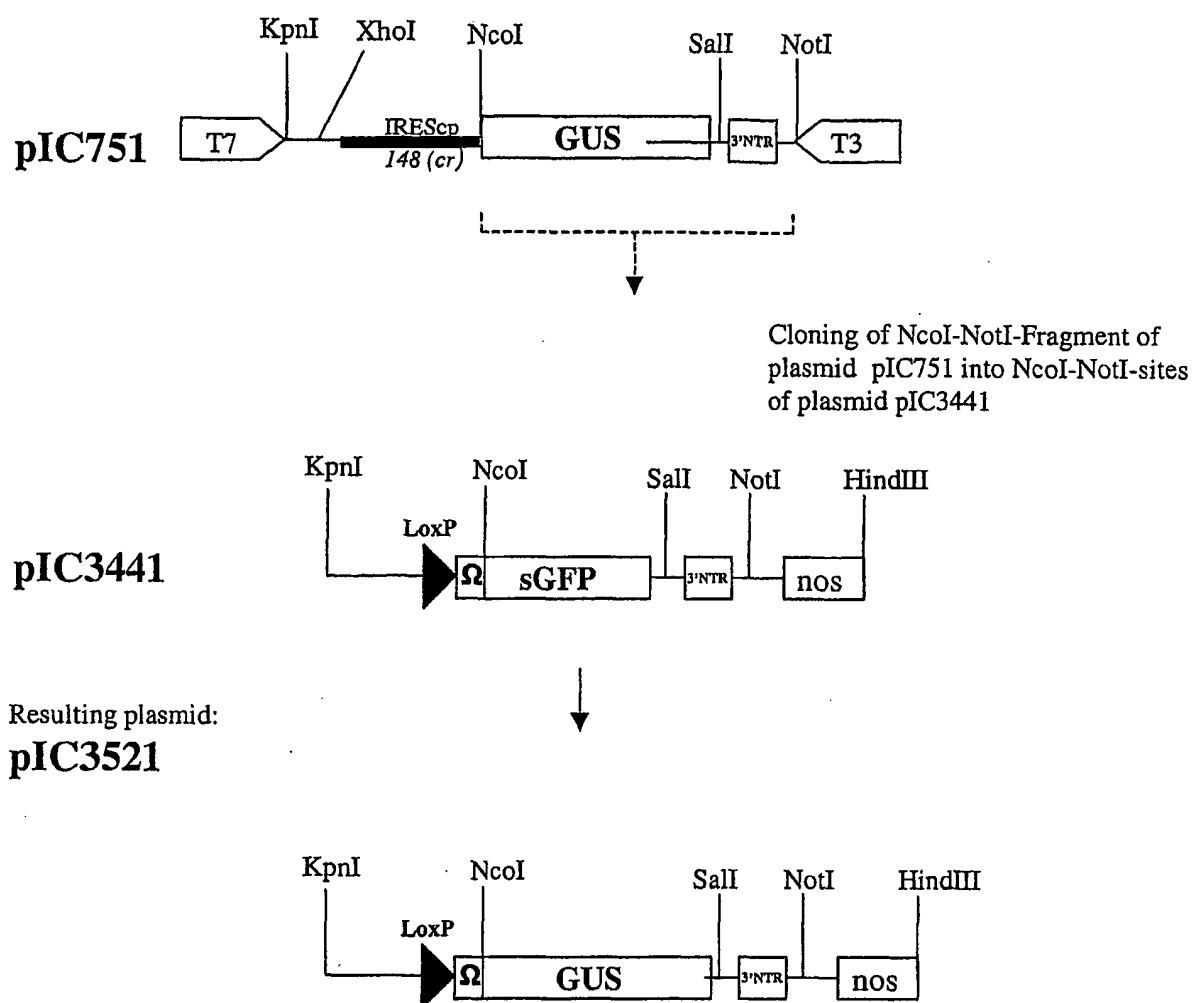 KpnI XhoI NcoI SalI NotI
pIC751 T7 IREScp GUS 3'NTR T3
148 (cr)
Cloning of NcoI-NotI-Fragment of
plasmid pIC751 into NcoI-NotI-sites
of plasmid pIC3441
KpnI NcoI SalI NotI HindIII
LoxP
pIC3441 Ω sGFP 3'NTR nos
Resulting plasmid:
pIC3521
KpnI NcoI SalI NotI HindIII
LoxP
Ω GUS 3'NTR nos